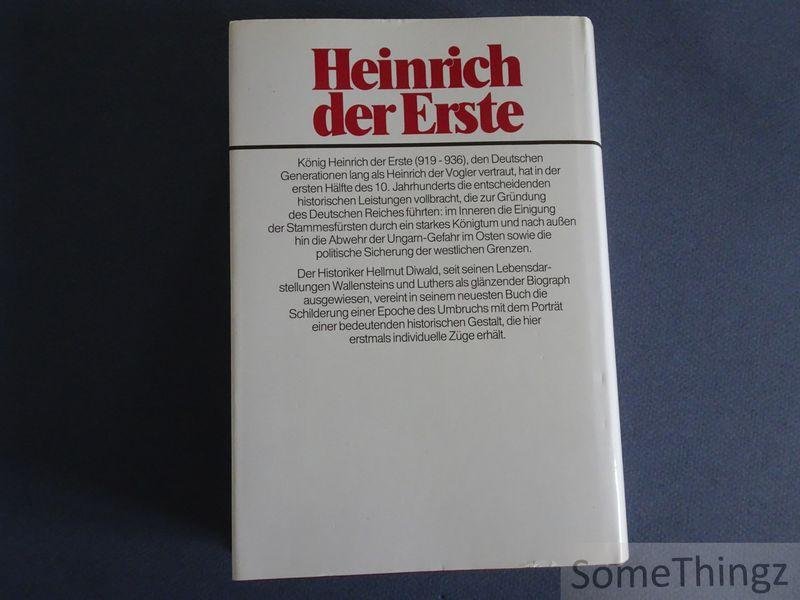 Heinrich
der Erste
König Heinrich der Erste (919 - 936), den Deutschen
Generationen lang als Heinrich der Vogler vertraut, hat in der
ersten Hälfte des 10. Jahrhunderts die entscheidenden
historischen Leistungen vollbracht, die zur Gründung
des Deutschen Reiches führten: im Inneren die Einigung
der Stammesfürsten durch ein starkes Königtum und nach außen
hin die Abwehr der Ungarn-Gefahr im Osten sowie die
politische Sicherung der westlichen Grenzen.
Der Historiker Hellmut Diwald, seit seinen Lebensdar-
stellungen Wallensteins und Luthers als glänzender Biograph
ausgewiesen, vereint in seinem neuesten Buch die
Schilderung einer Epoche des Umbruchs mit dem Porträt
einer bedeutenden historischen Gestalt, die hier
erstmals individuelle Züge erhält.
SomeThingz